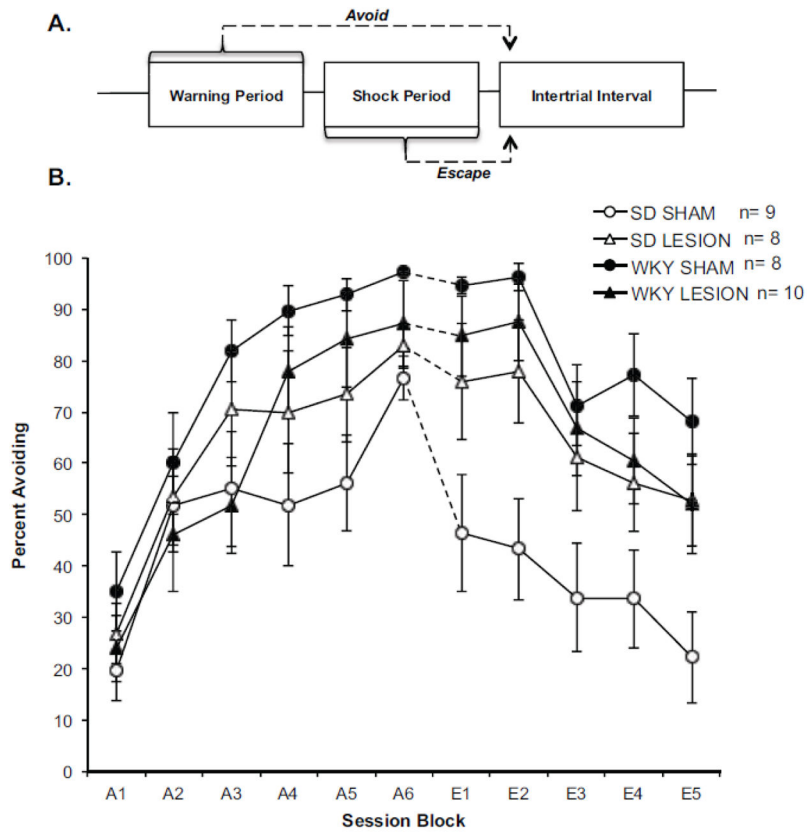 A.
Avoid
Warning Period Shock Period Intertrial Interval
Escape
B.
SD SHAM n= 9
SD LESION n= 8
WKY SHAM n= 8
WKY LESION n= 10
100
90
80
70
60
50
40
30
20
10
0
Percent Avoiding
A1 A2 A3 A4 A5 A6 E1 E2 E3 E4 E5
Session Block